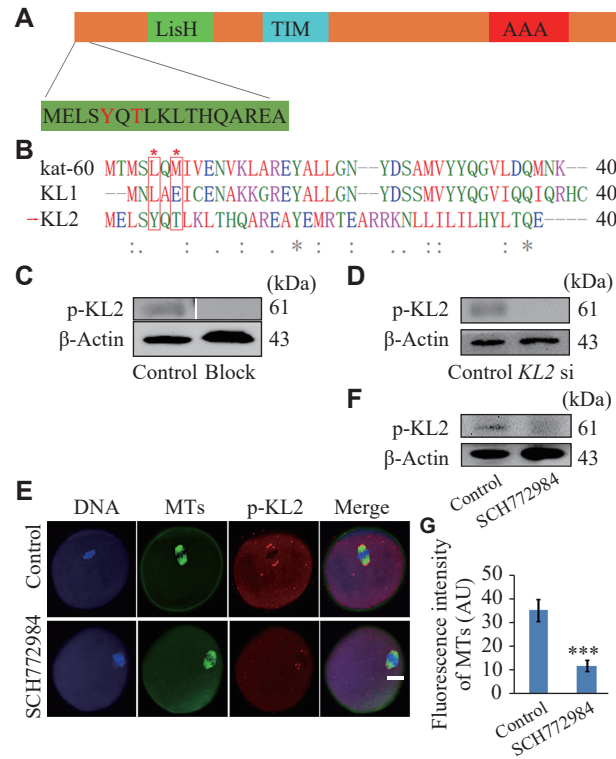 A
LisH TIM AAA
MELSYQTLKLTHQAREA
B
* *
kat-60 MTMSLQMIVENVKLAREYALLGN--YDSAMVYYQGVLDQMNK-- 40
KL1 --MNLAEICENAKKGREYALLGN--YDSSMVYYQGVIQQIQRHC 40
→KL2 MELSYQTLKLTHQAREAYEMRTEARRKNLLILILHYLTQE---- 40
:. : . : . * : : . . : : *
C
(kDa)
p-KL2 61
β-Actin 43
Control Block
D
(kDa)
p-KL2 61
β-Actin 43
Control KL2 si
F
(kDa)
p-KL2 61
β-Actin 43
Control SCH772984
E
DNA MTs p-KL2 Merge
Control
SCH772984
G
Fluorescence intensity
of MTs (AU)
50
40
30
20
10
0
***
Control SCH772984